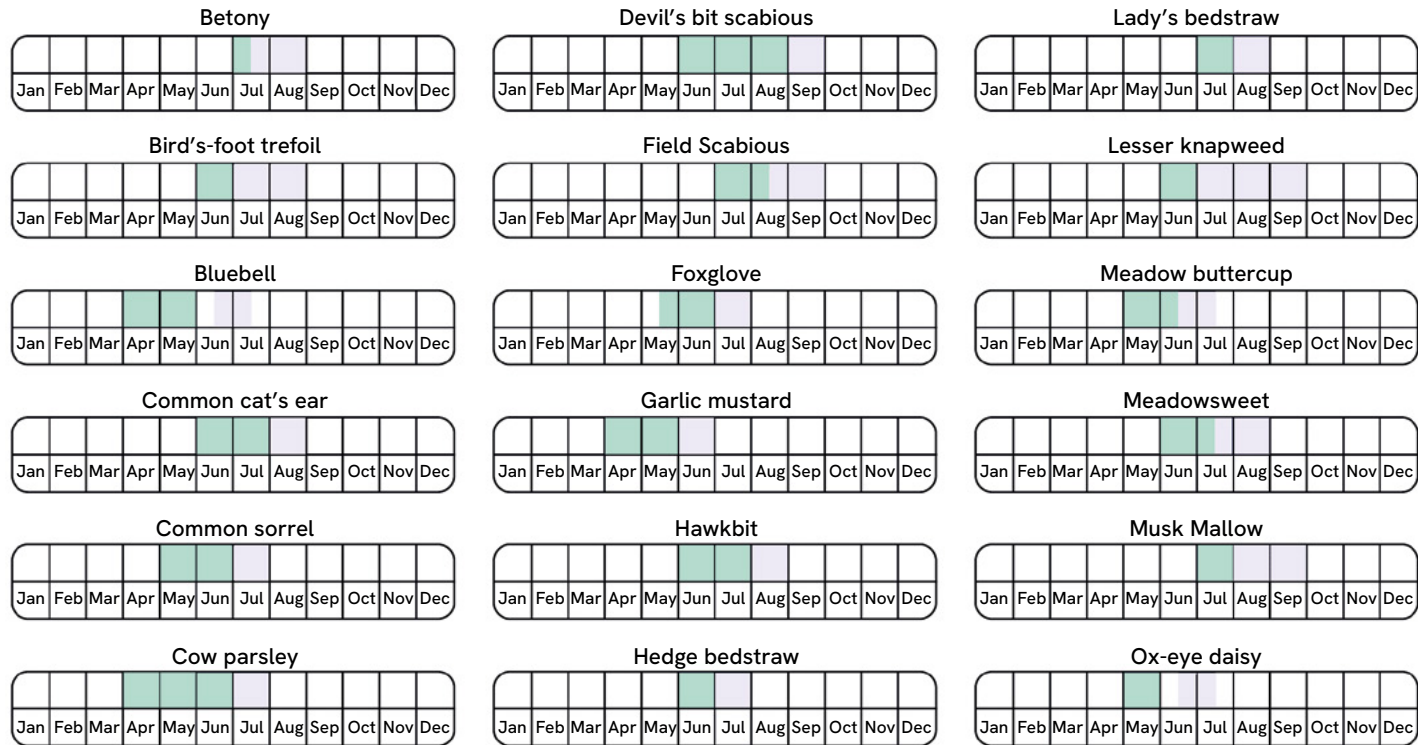 Betony
Jan Feb Mar Apr May Jun Jul Aug Sep Oct Nov Dec
Devil’s bit scabious
Jan Feb Mar Apr May Jun Jul Aug Sep Oct Nov Dec
Lady’s bedstraw
Jan Feb Mar Apr May Jun Jul Aug Sep Oct Nov Dec
Bird’s-foot trefoil
Jan Feb Mar Apr May Jun Jul Aug Sep Oct Nov Dec
Field Scabious
Jan Feb Mar Apr May Jun Jul Aug Sep Oct Nov Dec
Lesser knapweed
Jan Feb Mar Apr May Jun Jul Aug Sep Oct Nov Dec
Bluebell
Jan Feb Mar Apr May Jun Jul Aug Sep Oct Nov Dec
Foxglove
Jan Feb Mar Apr May Jun Jul Aug Sep Oct Nov Dec
Meadow buttercup
Jan Feb Mar Apr May Jun Jul Aug Sep Oct Nov Dec
Common cat’s ear
Jan Feb Mar Apr May Jun Jul Aug Sep Oct Nov Dec
Garlic mustard
Jan Feb Mar Apr May Jun Jul Aug Sep Oct Nov Dec
Meadowsweet
Jan Feb Mar Apr May Jun Jul Aug Sep Oct Nov Dec
Common sorrel
Jan Feb Mar Apr May Jun Jul Aug Sep Oct Nov Dec
Hawkbit
Jan Feb Mar Apr May Jun Jul Aug Sep Oct Nov Dec
Musk Mallow
Jan Feb Mar Apr May Jun Jul Aug Sep Oct Nov Dec
Cow parsley
Jan Feb Mar Apr May Jun Jul Aug Sep Oct Nov Dec
Hedge bedstraw
Jan Feb Mar Apr May Jun Jul Aug Sep Oct Nov Dec
Ox-eye daisy
Jan Feb Mar Apr May Jun Jul Aug Sep Oct Nov Dec